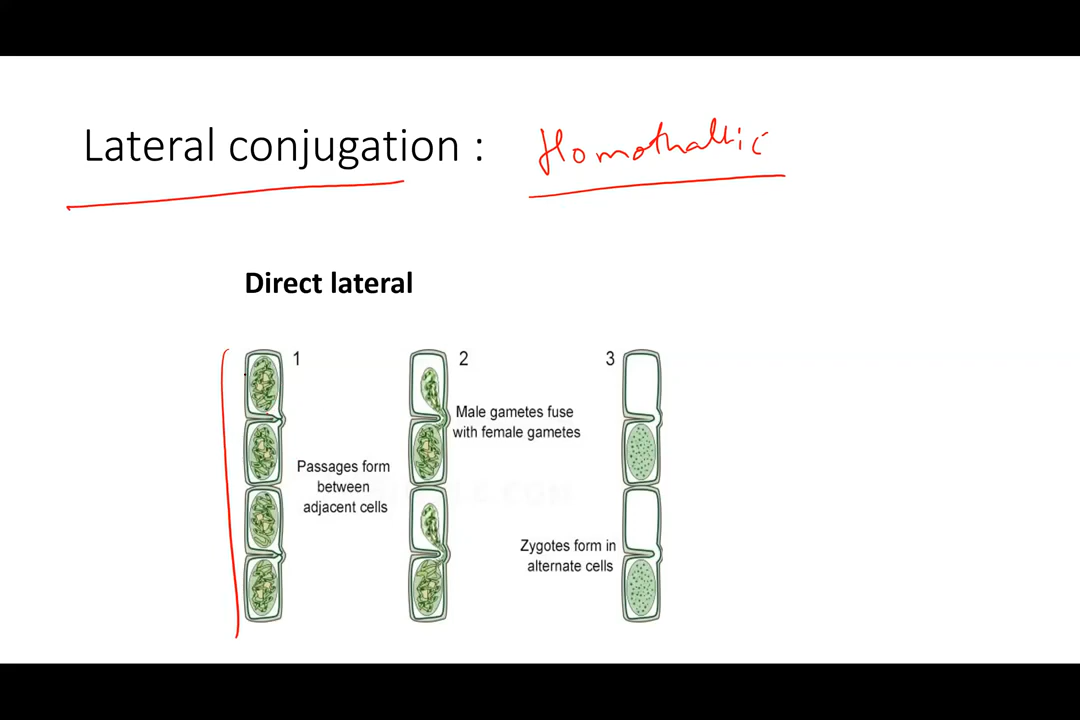 Lateral conjugation : Homothallic
Direct lateral
1
2
3
Male gametes fuse
with female gametes
Passages form
between
adjacent cells
Zygotes form in
alternate cells